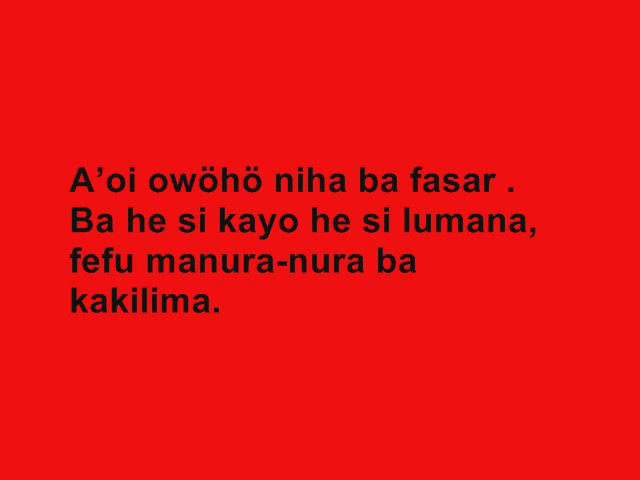 A’oi owöhö niha ba fasar .
Ba he si kayo he si lumana,
fefu manura-nura ba
kakilima.